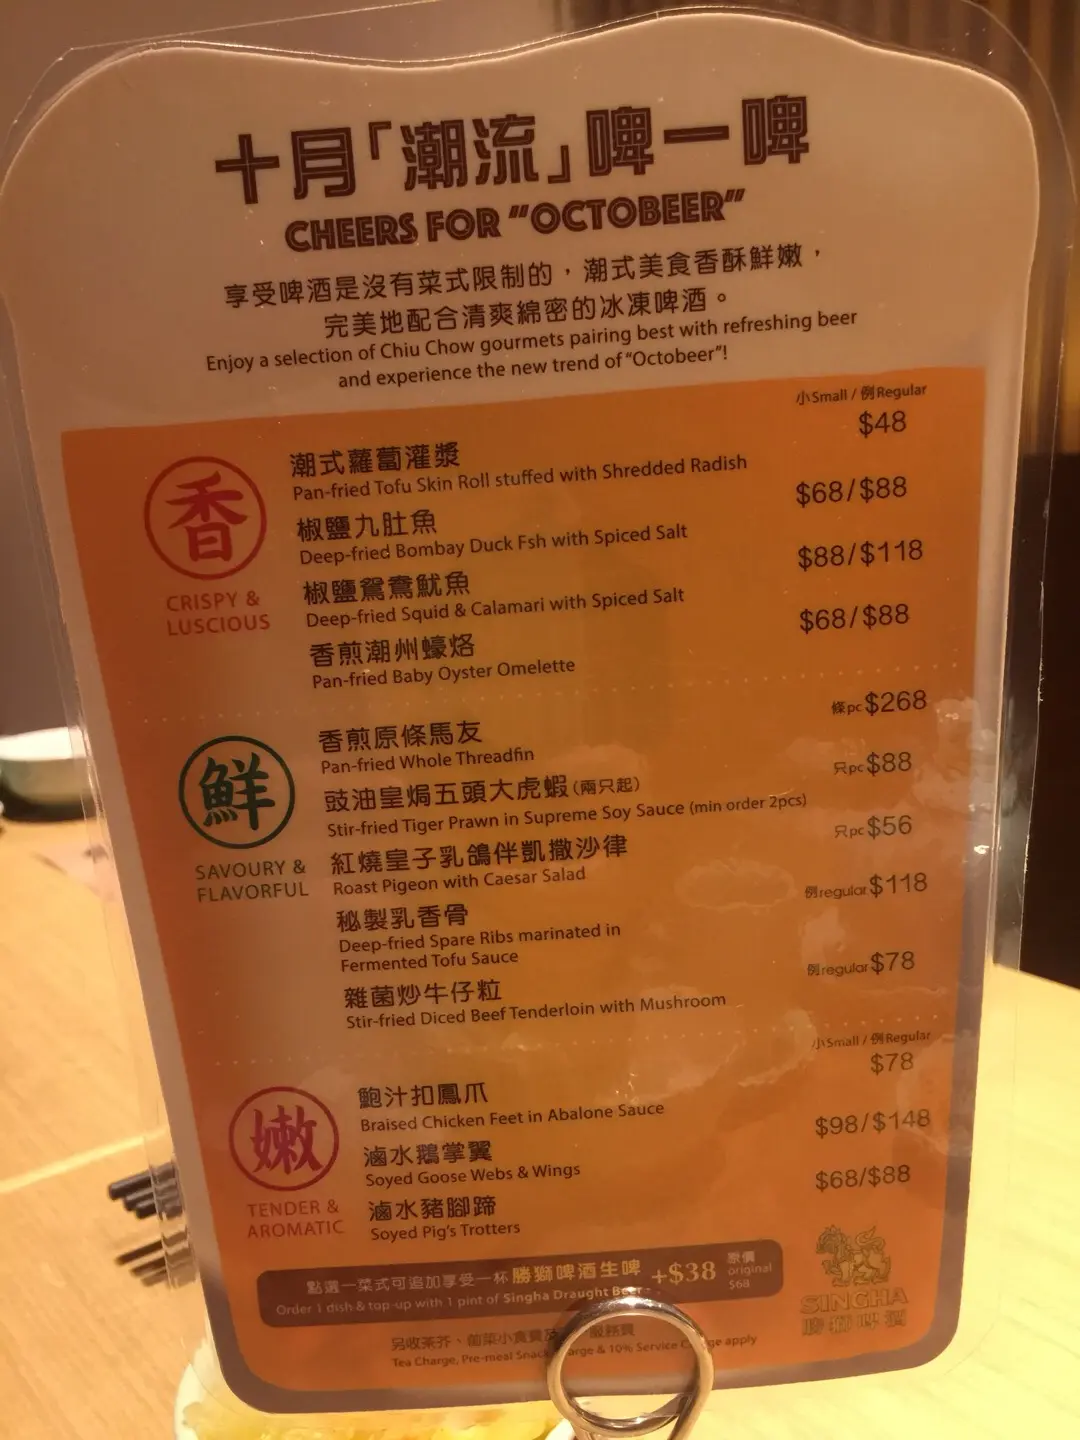 十月「潮流」啤一啤
CHEERS FOR "OCTOBEER"
享受啤酒是沒有菜式限制的，潮式美食香酥鮮嫩，
完美地配合清爽綿密的冰凍啤酒。
Enjoy a selection of Chiu Chow gourmets pairing best with refreshing beer
and experience the new trend of "Octobeer"!
小Small / 例Regular
香
CRISPY &
LUSCIOUS
潮式蘿蔔灌漿 $48
Pan-fried Tofu Skin Roll stuffed with Shredded Radish
椒鹽九肚魚 $68/$88
Deep-fried Bombay Duck Fsh with Spiced Salt
椒鹽鴛鴦魷魚 $88/$118
Deep-fried Squid & Calamari with Spiced Salt
香煎潮州蠔烙 $68/$88
Pan-fried Baby Oyster Omelette
鮮
SAVOURY &
FLAVORFUL
香煎原條馬友 條pc $268
Pan-fried Whole Threadfin
豉油皇焗五頭大虎蝦(兩只起) 只pc $88
Stir-fried Tiger Prawn in Supreme Soy Sauce (min order 2pcs)
紅燒皇子乳鴿伴凱撒沙律 只pc $56
Roast Pigeon with Caesar Salad
秘製乳香骨 例regular $118
Deep-fried Spare Ribs marinated in
Fermented Tofu Sauce
雜菌炒牛仔粒 例regular $78
Stir-fried Diced Beef Tenderloin with Mushroom
小Small / 例Regular
嫩
TENDER &
AROMATIC
鮑汁扣鳳爪 $78
Braised Chicken Feet in Abalone Sauce
滷水鵝掌翼 $98/$148
Soyed Goose Webs & Wings
滷水豬腳蹄 $68/$88
Soyed Pig's Trotters
點選一菜式可追加享受一杯勝獅啤酒生啤 +$38 原價 original $68
Order 1 dish & top-up with 1 pint of Singha Draught Beer
SINGHA
勝獅啤酒
另收茶芥、前菜小食費及 服務費
Tea Charge, Pre-meal Snack & 10% Service apply